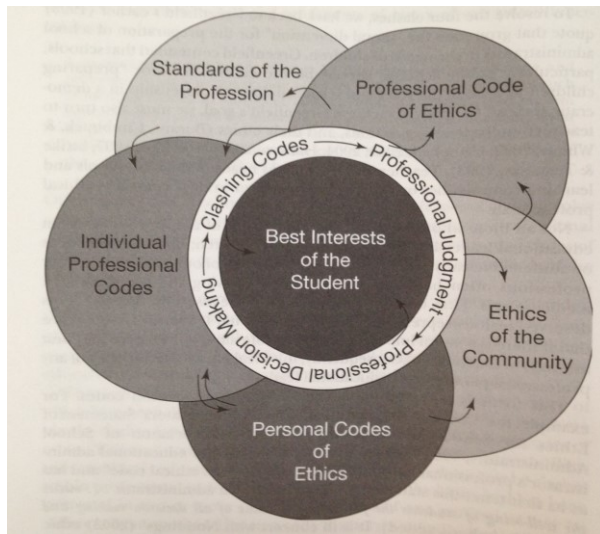 Standards of the
Profession
Professional Code
of Ethics
Clashing Codes
Professional Judgment
Professional Decision Making
Best Interests
of the
Student
Individual
Professional
Codes
Ethics
of the
Community
Personal Codes
of
Ethics